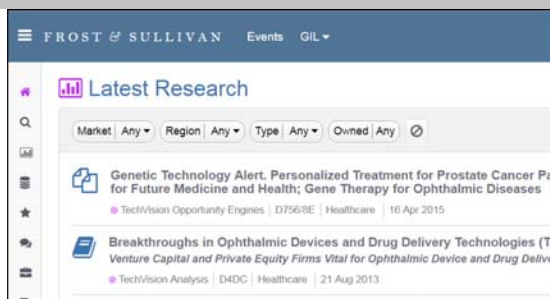 FROST & SULLIVAN Events GIL
Latest Research
Market Any Region Any Type Any Owned Any
Genetic Technology Alert. Personalized Treatment for Prostate Cancer
for Future Medicine and Health; Gene Therapy for Ophthalmic Diseases
TechVision Opportunity Engines D756/8E Healthcare 16 Apr 2015
Breakthroughs in Ophthalmic Devices and Drug Delivery Technologies
Venture Capital and Private Equity Firms Vital for Ophthalmic Device and Drug
TechVision Analysis D4DC Healthcare 21 Aug 2013